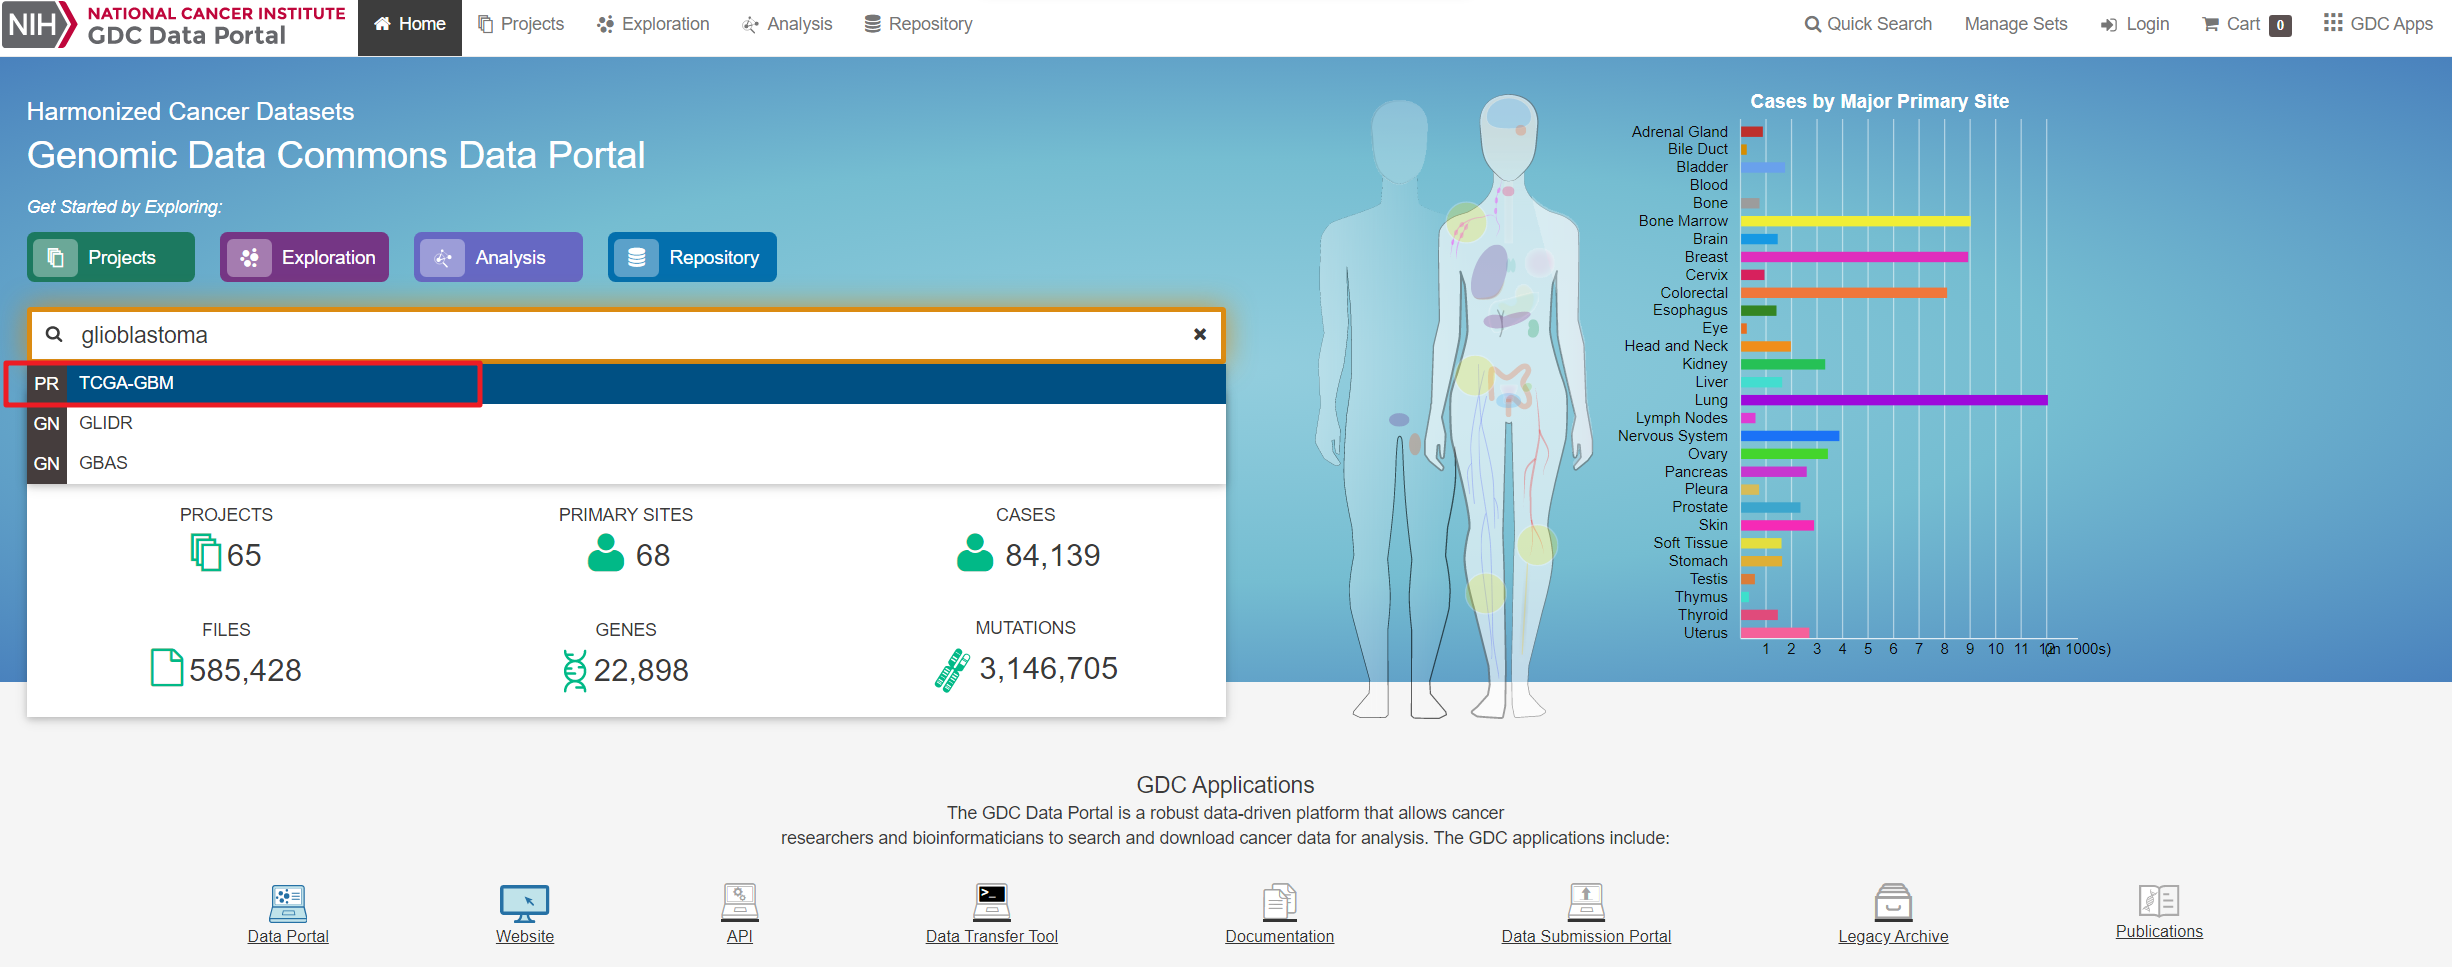 NIH NATIONAL CANCER INSTITUTE
GDC Data Portal
Home Projects Exploration Analysis Repository Quick Search Manage Sets Login Cart 0 GDC Apps
Harmonized Cancer Datasets
Genomic Data Commons Data Portal
Get Started by Exploring:
Projects Exploration Analysis Repository
glioblastoma
PR TCGA-GBM
GN GLIDR
GN GBAS
PROJECTS PRIMARY SITES CASES
65 68 84,139
FILES GENES MUTATIONS
585,428 22,898 3,146,705
Cases by Major Primary Site
Adrenal Gland
Bile Duct
Bladder
Blood
Bone
Bone Marrow
Brain
Breast
Cervix
Colorectal
Esophagus
Eye
Head and Neck
Kidney
Liver
Lung
Lymph Nodes
Nervous System
Ovary
Pancreas
Pleura
Prostate
Skin
Soft Tissue
Stomach
Testis
Thymus
Thyroid
Uterus
1 2 3 4 5 6 7 8 9 10 11 12 (in 1000s)
GDC Applications
The GDC Data Portal is a robust data-driven platform that allows cancer
researchers and bioinformaticians to search and download cancer data for analysis. The GDC applications include:
>_
Data Portal Website API Data Transfer Tool Documentation Data Submission Portal Legacy Archive Publications